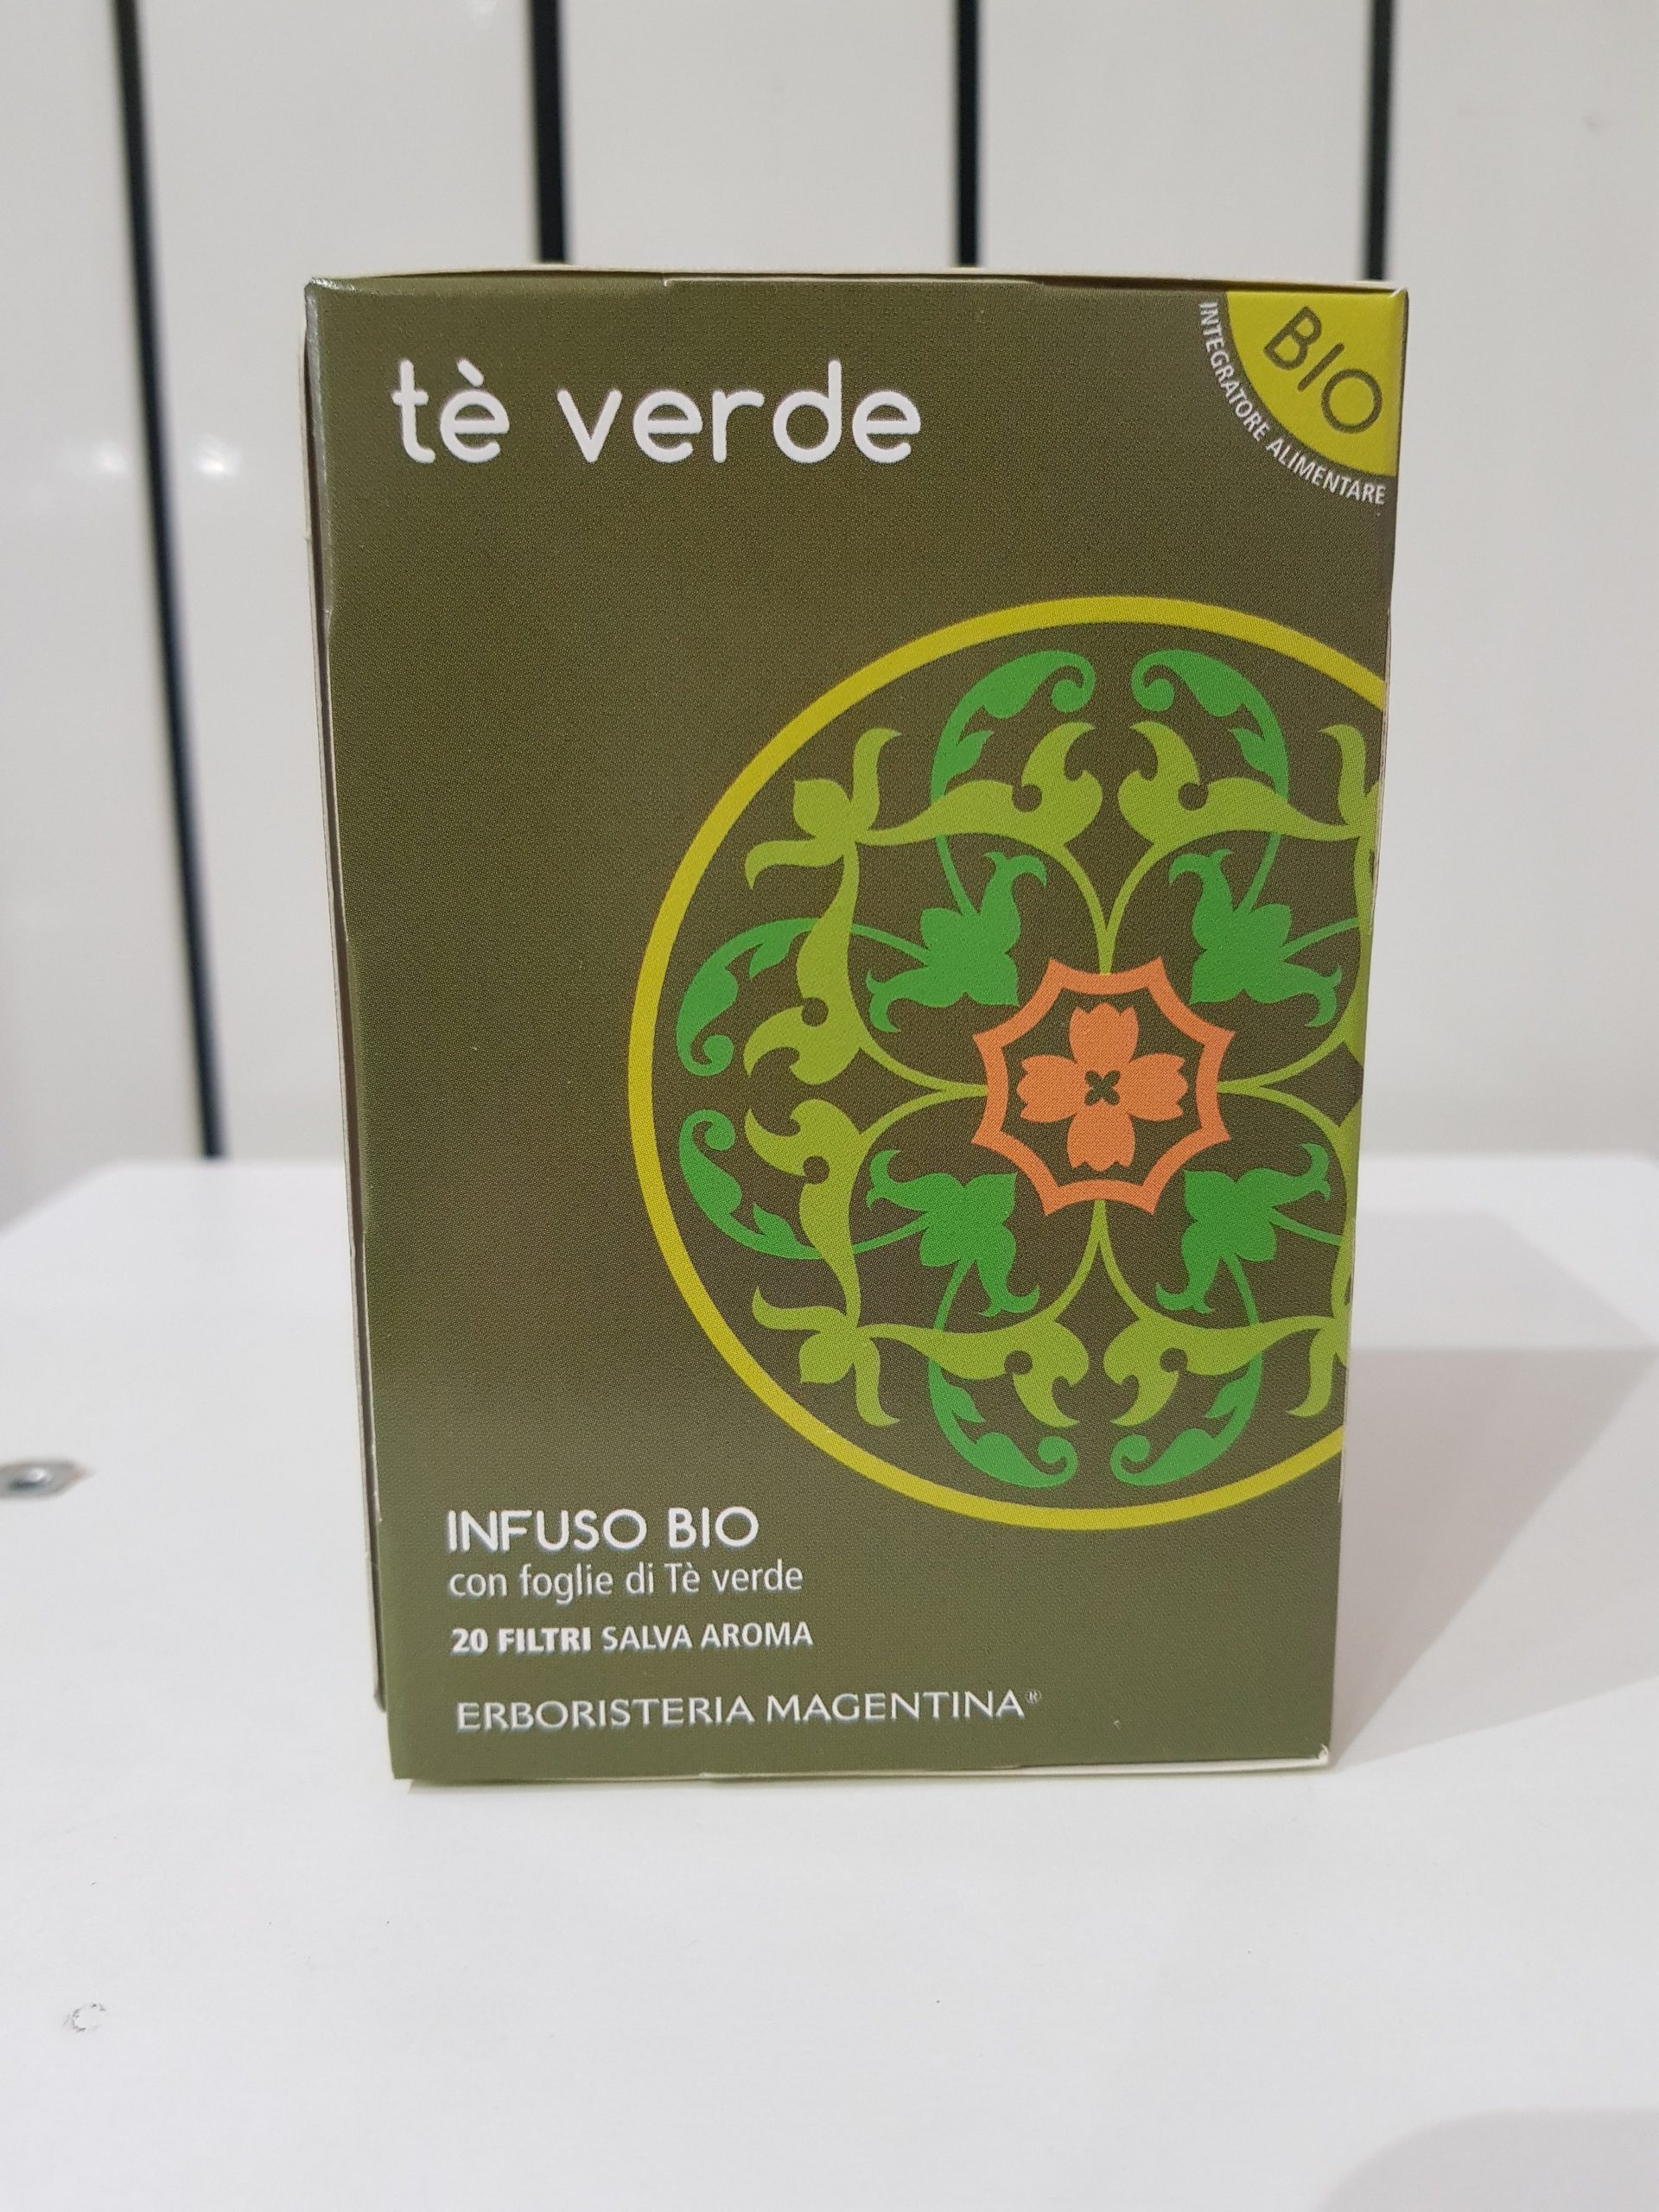 tè verde
BIO
INTEGRATORE ALIMENTARE
INFUSO BIO
con foglie di Tè verde
20 FILTRI SALVA AROMA
ERBORISTERIA MAGENTINA®